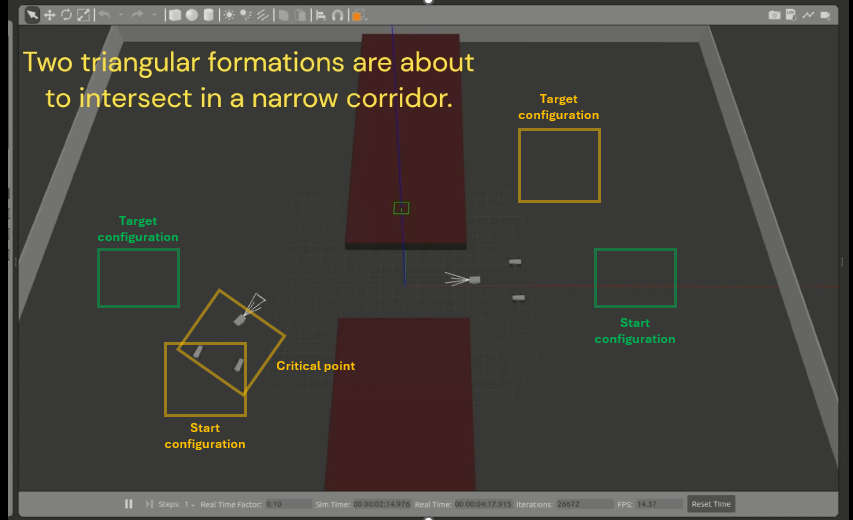 Two triangular formations are about
to intersect in a narrow corridor.
Target
configuration
Target
configuration
Start
configuration
Critical point
Start
configuration
Steps: 1 Real Time Factor: 0.10 Sim Time: 00 00:02:14.976 Real Time: 00 00:04:17.915 Iterations: 26672 FPS: 14.37 Reset Time